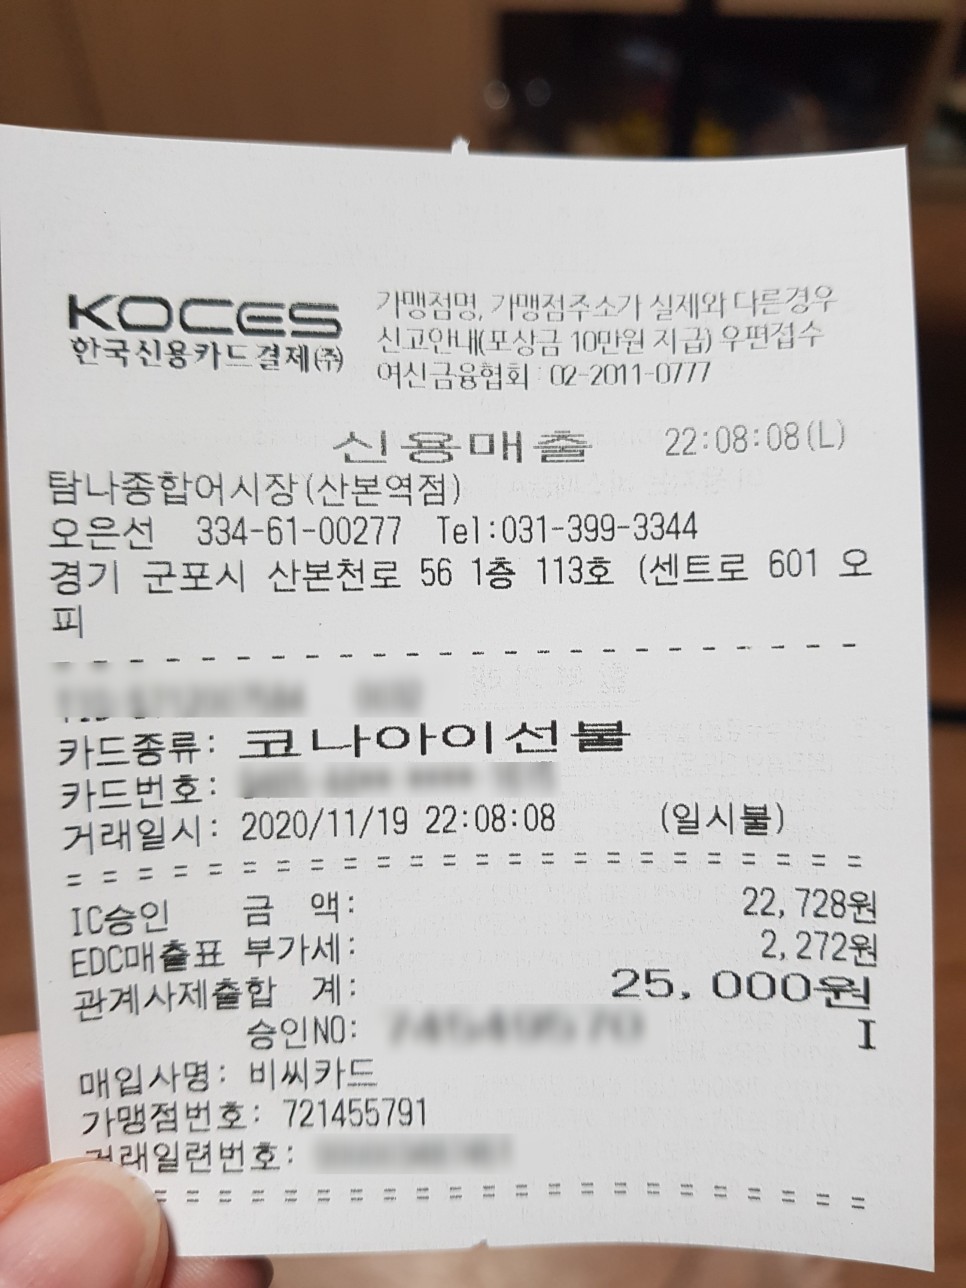 KOCES
한국신용카드결제(주)
가맹점명, 가맹점주소가 실제와 다른경우
신고안내(포상금 10만원 지급) 우편접수
여신금융협회 : 02-2011-0777
신용매출 22:08:08(L)
탐나종합어시장(산본역점)
오은선 334-61-00277 Tel:031-399-3344
경기 군포시 산본천로 56 1층 113호 (센트로 601 오
피
카드종류: 코나아이선불
카드번호:
거래일시: 2020/11/19 22:08:08 (일시불)
IC승인 금 액: 22,728원
EDC매출표 부가세: 2,272원
관계사제출합 계: 25,000원
승인NO: I
매입사명: 비씨카드
가맹점번호: 721455791
거래일련번호: